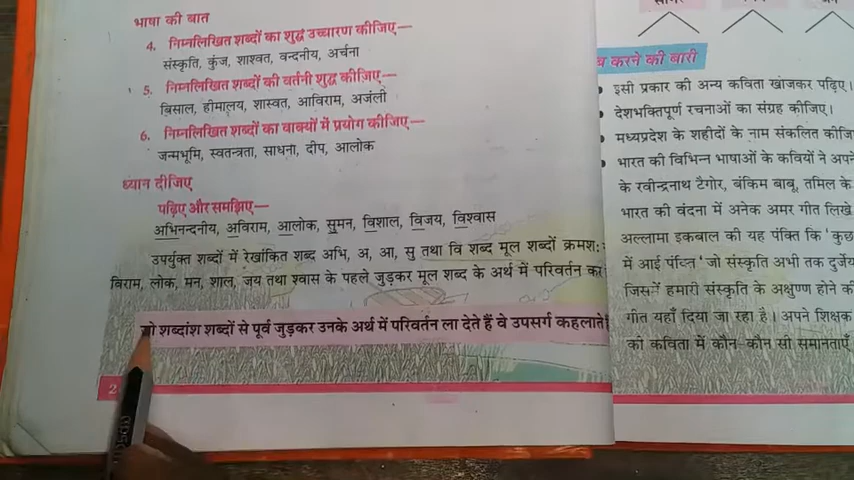 भाषा की बात
4. निम्नलिखित शब्दों का शुद्ध उच्चारण कीजिए—
संस्कृति, कुंज, शाश्वत, वन्दनीय, अर्चना
5. निम्नलिखित शब्दों की वर्तनी शुद्ध कीजिए—
बिसाल, हीमालय, शास्वत, आविराम, अजंली
6. निम्नलिखित शब्दों का वाक्यों में प्रयोग कीजिए—
जन्मभूमि, स्वतन्त्रता, साधना, दीप, आलोक
ध्यान दीजिए
पढ़िए और समझिए—
अभिनन्दनीय, अविराम, आलोक, सुमन, विशाल, विजय, विश्वास
उपर्युक्त शब्दों में रेखांकित शब्द अभि, अ, आ, सु तथा वि शब्द मूल शब्दों क्रमश:
विराम, लोक, मन, शाल, जय तथा श्वास के पहले जुड़कर मूल शब्द के अर्थ में परिवर्तन कर
जो शब्दांश शब्दों से पूर्व जुड़कर उनके अर्थ में परिवर्तन ला देते हैं वे उपसर्ग कहलाते
2
करने की बारी
इसी प्रकार की अन्य कविता खोजकर पढ़िए।
देशभक्तिपूर्ण रचनाओं का संग्रह कीजिए।
मध्यप्रदेश के शहीदों के नाम संकलित कीजि
भारत की विभिन्न भाषाओं के कवियों ने अपने
के रवीन्द्रनाथ टैगोर, बंकिम बाबू, तमिल के
भारत की वंदना में अनेक अमर गीत लिखे
अल्लामा इकबाल की यह पंक्ति कि 'कुछ
में आई पंक्ति 'जो संस्कृति अभी तक दुर्जेय
जिसमें हमारी संस्कृति के अक्षुण्ण होने की
गीत यहाँ दिया जा रहा है। अपने शिक्षक
की कविता में कौन-कौन सी समानताएँ